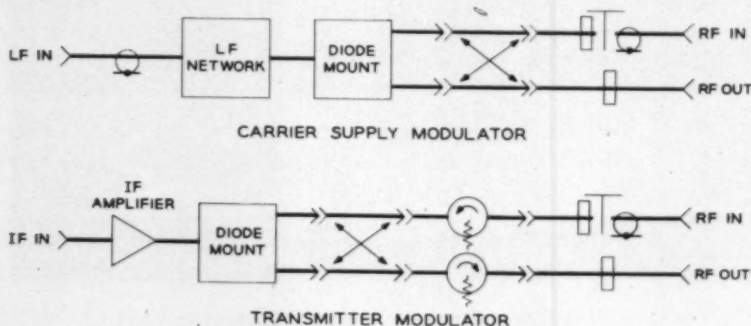 LF IN
LF
NETWORK
DIODE
MOUNT
RF IN
RF OUT
CARRIER SUPPLY MODULATOR
IF
AMPLIFIER
IF IN
DIODE
MOUNT
RF IN
RF OUT
TRANSMITTER MODULATOR